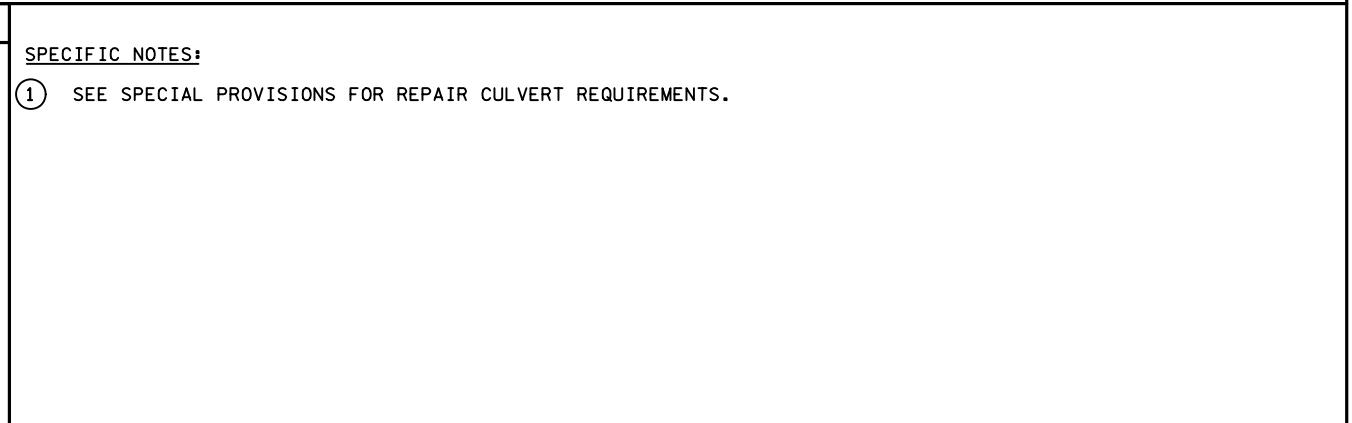 SPECIFIC NOTES:
1 SEE SPECIAL PROVISIONS FOR REPAIR CULVERT REQUIREMENTS.